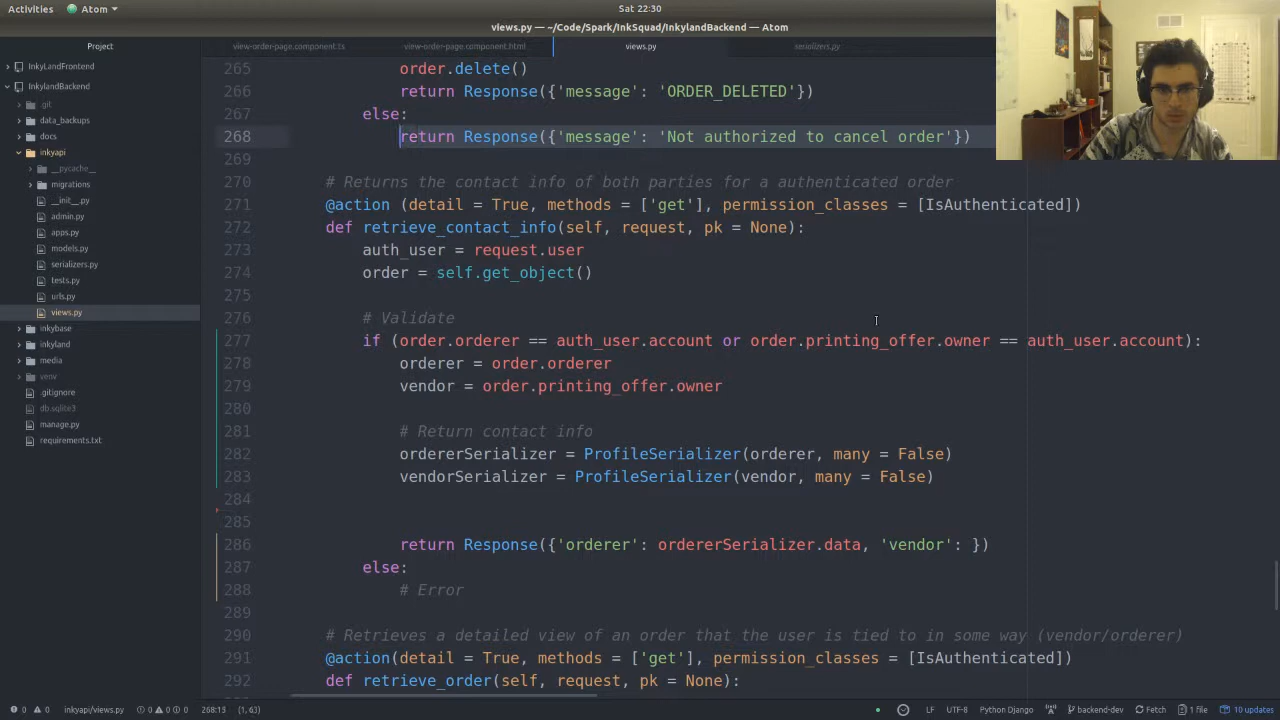 Activities Atom ▾ Sat 22:30
views.py — ~/Code/Spark/InkSquad/InkylandBackend — Atom
Project view-order-page.component.ts view-order-page.component.html views.py serializers.py
InkyLandFrontend
InkylandBackend
.git
data_backups
docs
inkyapi
__pycache__
migrations
__init__.py
admin.py
apps.py
models.py
serializers.py
tests.py
urls.py
views.py
inkybase
inkyland
media
venv
.gitignore
db.sqlite3
manage.py
requirements.txt
265 order.delete()
266 return Response({'message': 'ORDER_DELETED'})
267 else:
268 return Response({'message': 'Not authorized to cancel order'})
269
270 # Returns the contact info of both parties for a authenticated order
271 @action (detail = True, methods = ['get'], permission_classes = [IsAuthenticated])
272 def retrieve_contact_info(self, request, pk = None):
273 auth_user = request.user
274 order = self.get_object()
275
276 # Validate
277 if (order.orderer == auth_user.account or order.printing_offer.owner == auth_user.account):
278 orderer = order.orderer
279 vendor = order.printing_offer.owner
280
281 # Return contact info
282 ordererSerializer = ProfileSerializer(orderer, many = False)
283 vendorSerializer = ProfileSerializer(vendor, many = False)
284
285
286 return Response({'orderer': ordererSerializer.data, 'vendor': })
287 else:
288 # Error
289
290 # Retrieves a detailed view of an order that the user is tied to in some way (vendor/orderer)
291 @action(detail = True, methods = ['get'], permission_classes = [IsAuthenticated])
292 def retrieve_order(self, request, pk = None):
0 0 inkyapi/views.py 0 0 0 268:13 (1, 63) LF UTF-8 Python Django backend-dev Fetch 1 file 10 updates